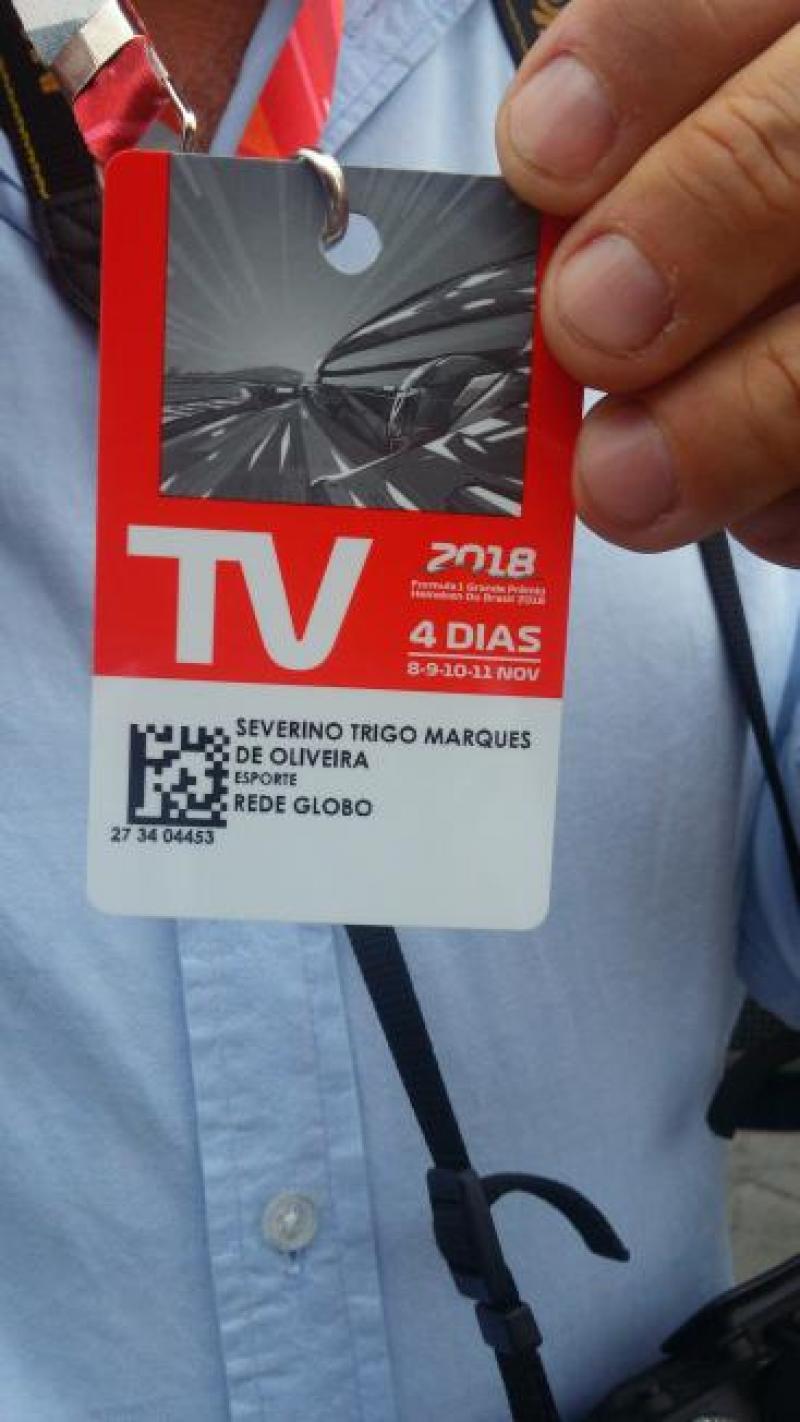 TV
2018
Formula 1 Grande Prêmio
Heineken Do Brasil 2018
4 DIAS
8-9-10-11 NOV
SEVERINO TRIGO MARQUES
DE OLIVEIRA
ESPORTE
REDE GLOBO
27 34 04453